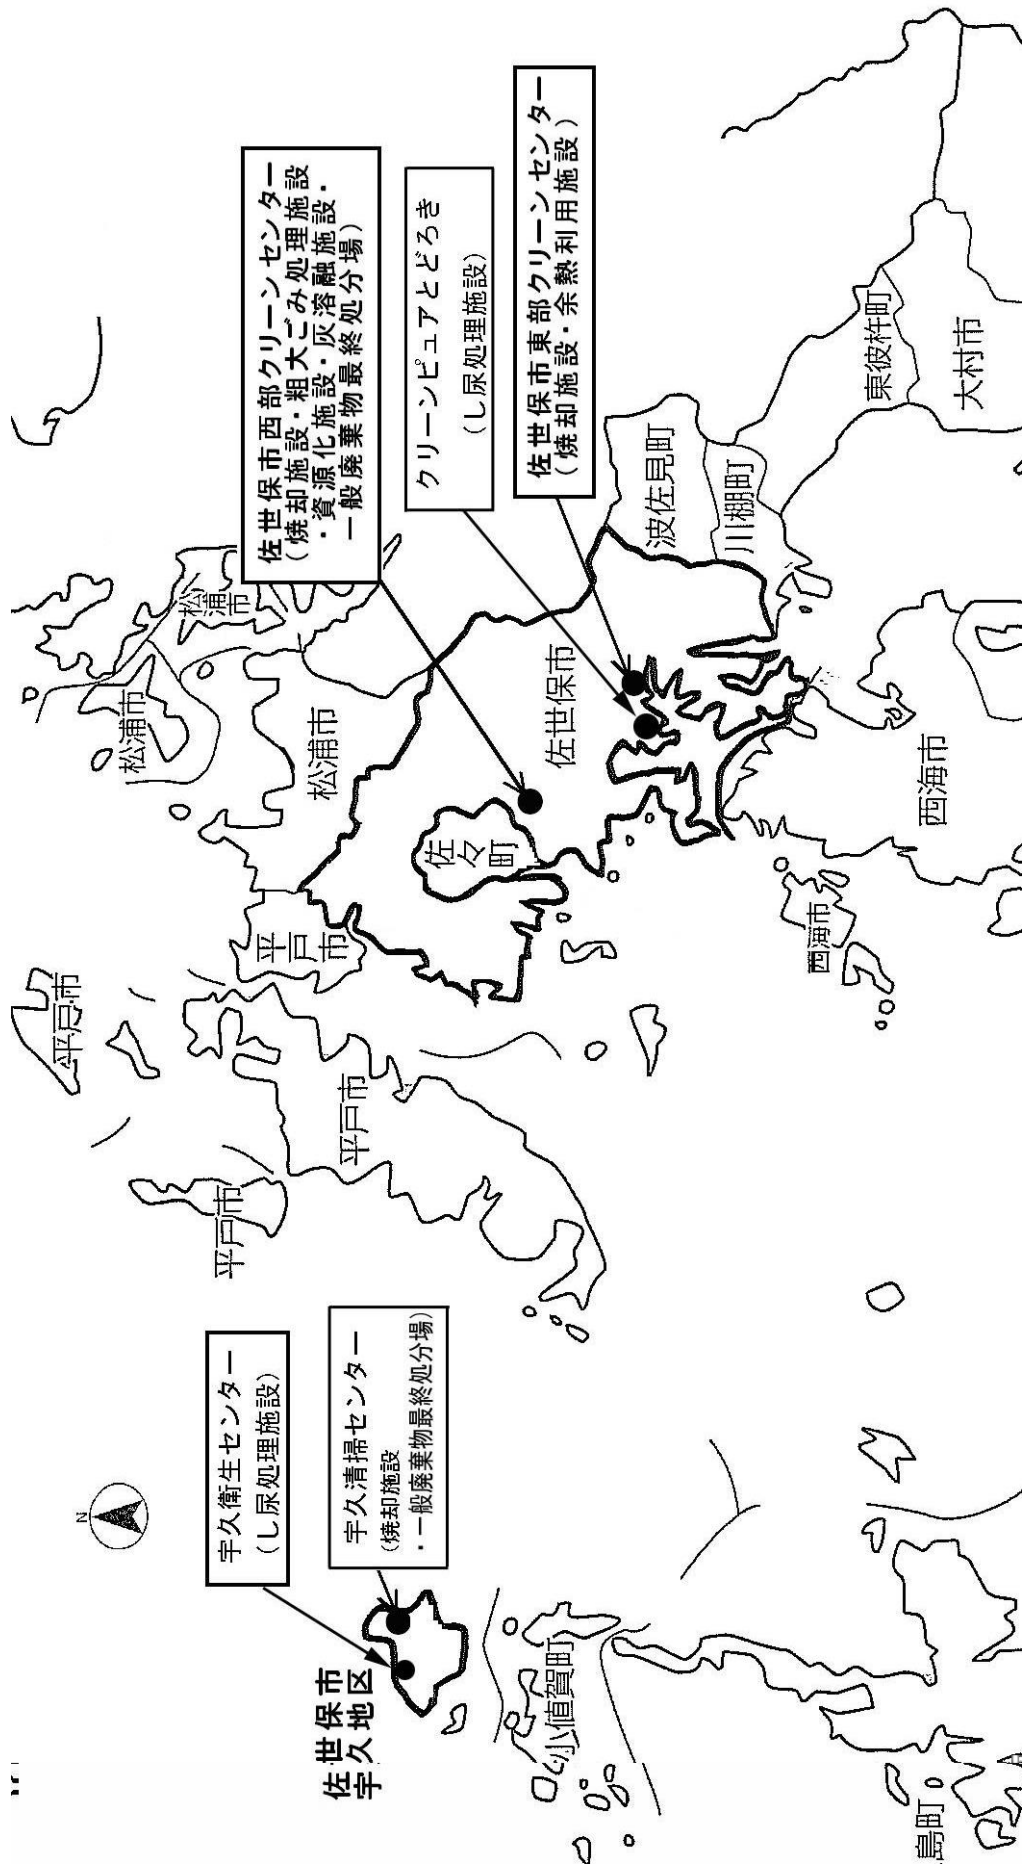 N
宇久衛生センター
（し尿処理施設）
宇久清掃センター
（焼却施設
・一般廃棄物最終処分場）
佐世保市
宇久地区
小値賀町
島町
平戸市
平戸市
平戸市
平戸市
松浦市
松浦市
松浦市
佐々町
佐世保市
佐世保市西部クリーンセンター
（焼却施設・粗大ごみ処理施設
・資源化施設・灰溶融施設・
一般廃棄物最終処分場）
クリーンピュアとどろき
（し尿処理施設）
佐世保市東部クリーンセンター
（焼却施設・余熱利用施設）
波佐見町
川棚町
東彼杵町
大村市
西海市
西海市